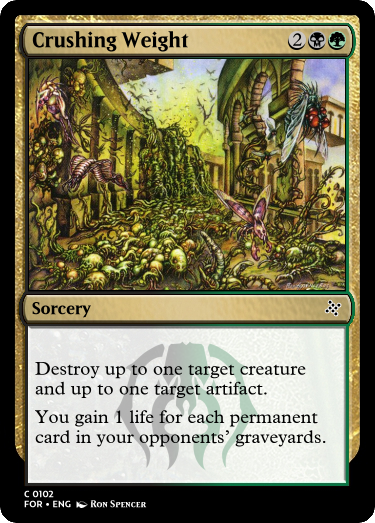 Crushing Weight 2
Sorcery
Destroy up to one target creature
and up to one target artifact.
You gain 1 life for each permanent
card in your opponents' graveyards.
C 0102
FOR • ENG Ron Spencer